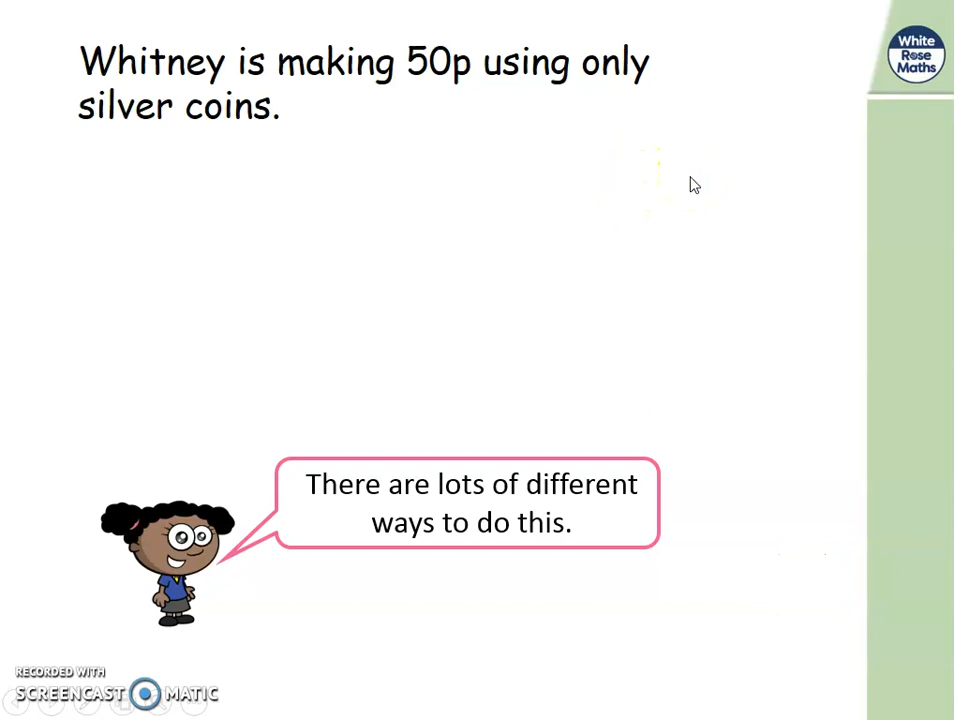 Whitney is making 50p using only
silver coins.
White
Rose
Maths
There are lots of different
ways to do this.
RECORDED WITH
SCREENCAST MATIC